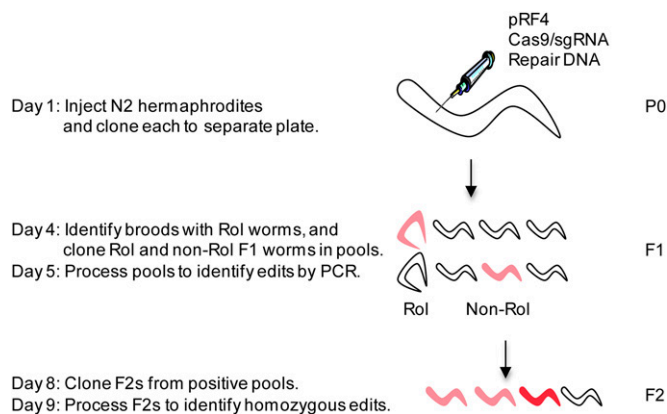 pRF4
Cas9/sgRNA
Repair DNA
Day 1: Inject N2 hermaphrodites
and clone each to separate plate.
P0
Day 4: Identify broods with Rol worms, and
clone Rol and non-Rol F1 worms in pools.
Day 5: Process pools to identify edits by PCR.
F1
Rol Non-Rol
Day 8: Clone F2s from positive pools.
Day 9: Process F2s to identify homozygous edits.
F2